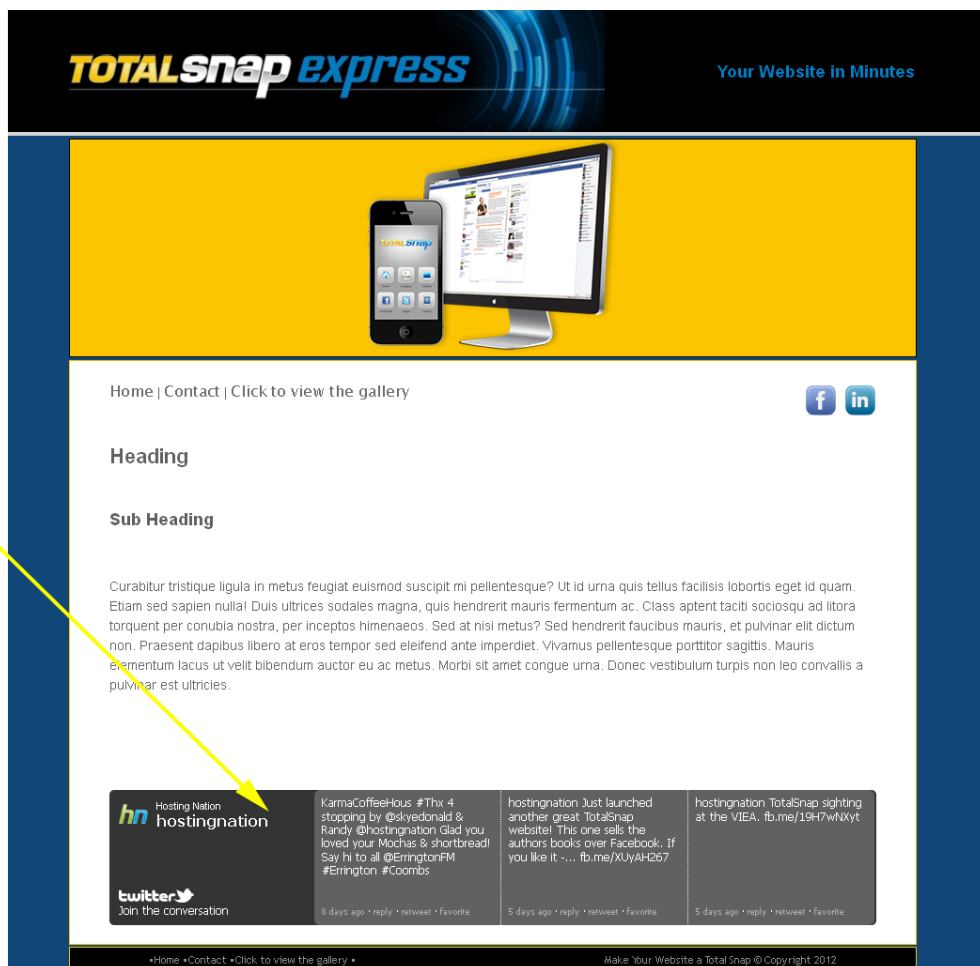 TOTALsnap express
Your Website in Minutes
TOTALsnap
Home | Contact | Click to view the gallery
f in
Heading
Sub Heading
Curabitur tristique ligula in metus feugiat euismod suscipit mi pellentesque? Ut id urna quis tellus facilisis lobortis eget id quam.
Etiam sed sapien nulla! Duis ultrices sodales magna, quis hendrerit mauris fermentum ac. Class aptent taciti sociosqu ad litora
torquent per conubia nostra, per inceptos himenaeos. Sed at nisi metus? Sed hendrerit faucibus mauris, et pulvinar elit dictum
non. Praesent dapibus libero at eros tempor sed eleifend ante imperdiet. Vivamus pellentesque porttitor sagittis. Mauris
elementum lacus ut velit bibendum auctor eu ac metus. Morbi sit amet congue urna. Donec vestibulum turpis non leo convallis a
pulvinar est ultricies.
hn Hosting Nation
hostingnation
twitter
Join the conversation
KarmaCoffeeHous #Thx 4
stopping by @skyedonald &
Randy @hostingnation Glad you
loved your Mochas & shortbread!
Say hi to all @ErringtonFM
#Errington #Coombs
8 days ago · reply · retweet · favorite
hostingnation Just launched
another great TotalSnap
website! This one sells the
authors books over Facebook. If
you like it -... fb.me/XUyAH267
5 days ago · reply · retweet · favorite
hostingnation TotalSnap sighting
at the VIEA. fb.me/19H7wNXyt
5 days ago · reply · retweet · favorite
▪Home ▪Contact ▪Click to view the gallery ▪
Make Your Website a Total Snap © Copyright 2012